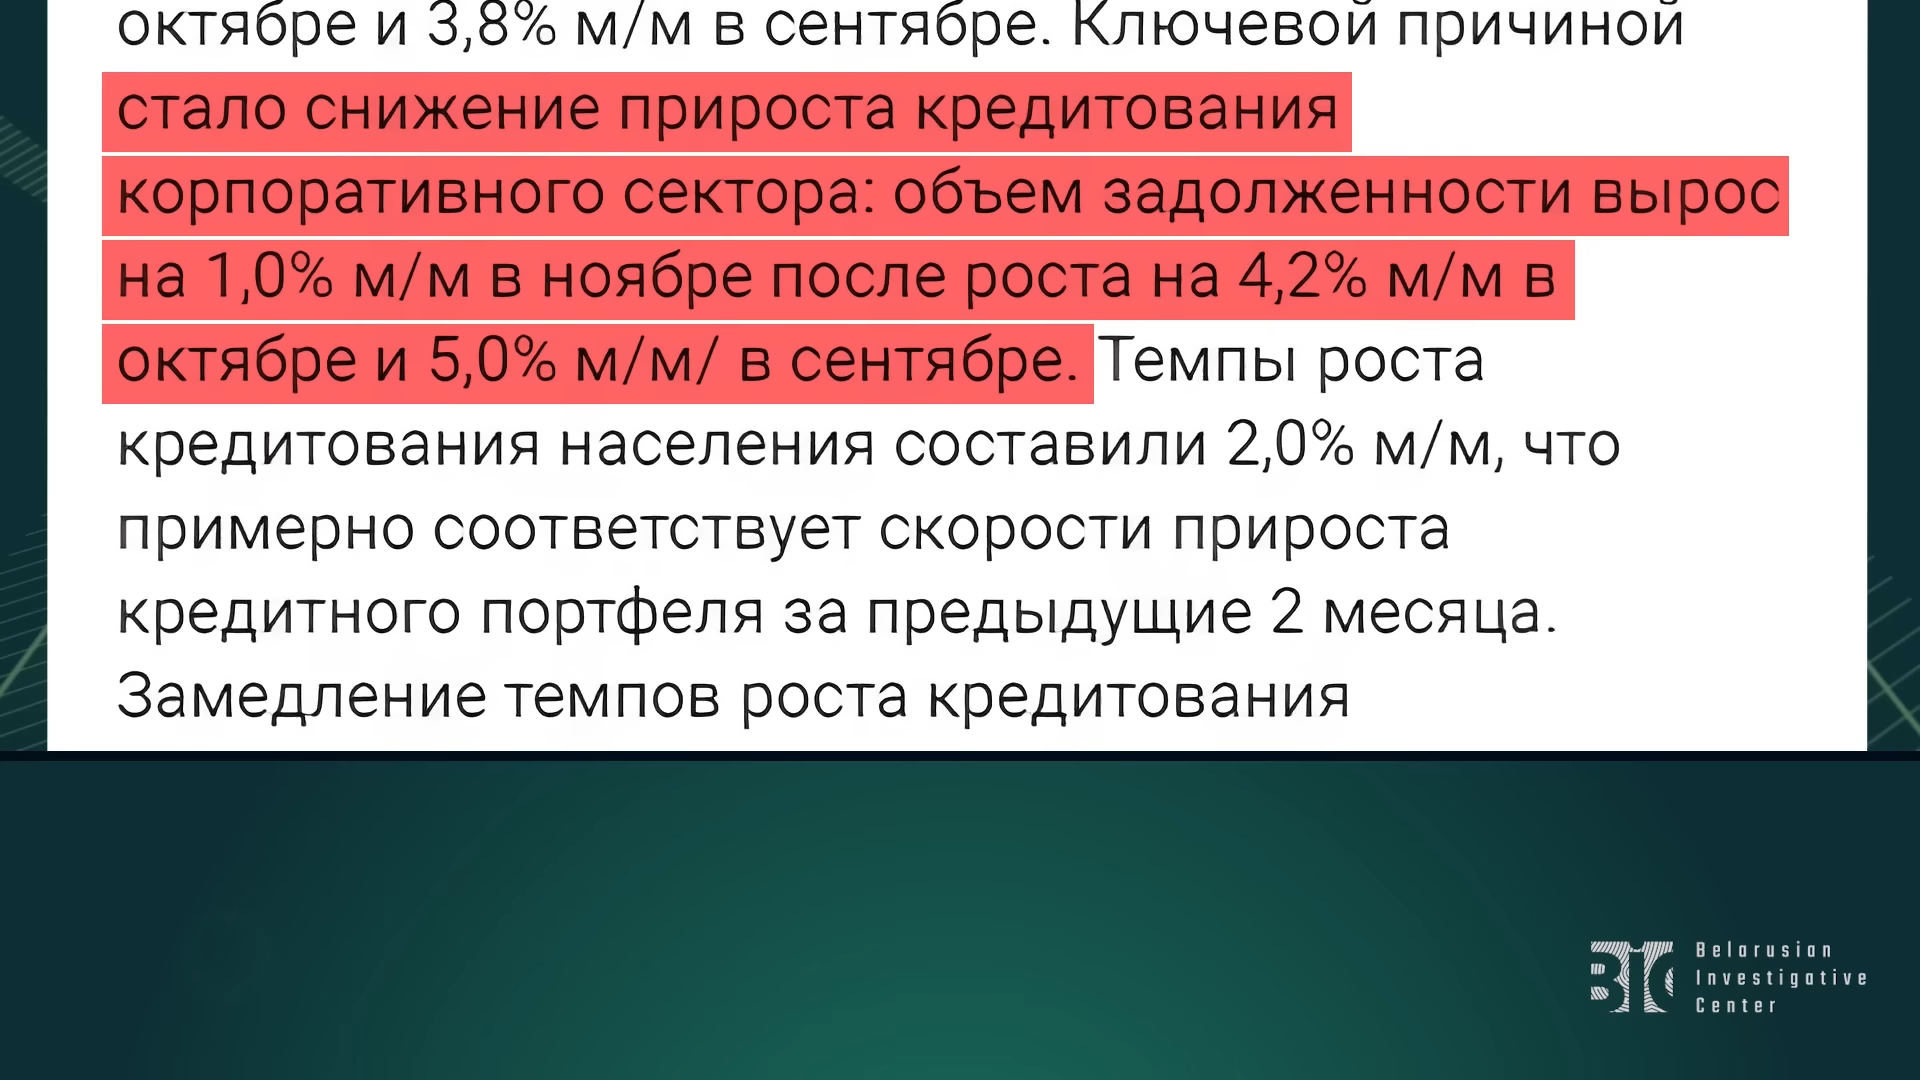 октябре и 3,8% м/м в сентябре. Ключевой причиной
стало снижение прироста кредитования
корпоративного сектора: объем задолженности вырос
на 1,0% м/м в ноябре после роста на 4,2% м/м в
октябре и 5,0% м/м/ в сентябре. Темпы роста
кредитования населения составили 2,0% м/м, что
примерно соответствует скорости прироста
кредитного портфеля за предыдущие 2 месяца.
Замедление темпов роста кредитования
BIC
Belarusian
Investigative
Center